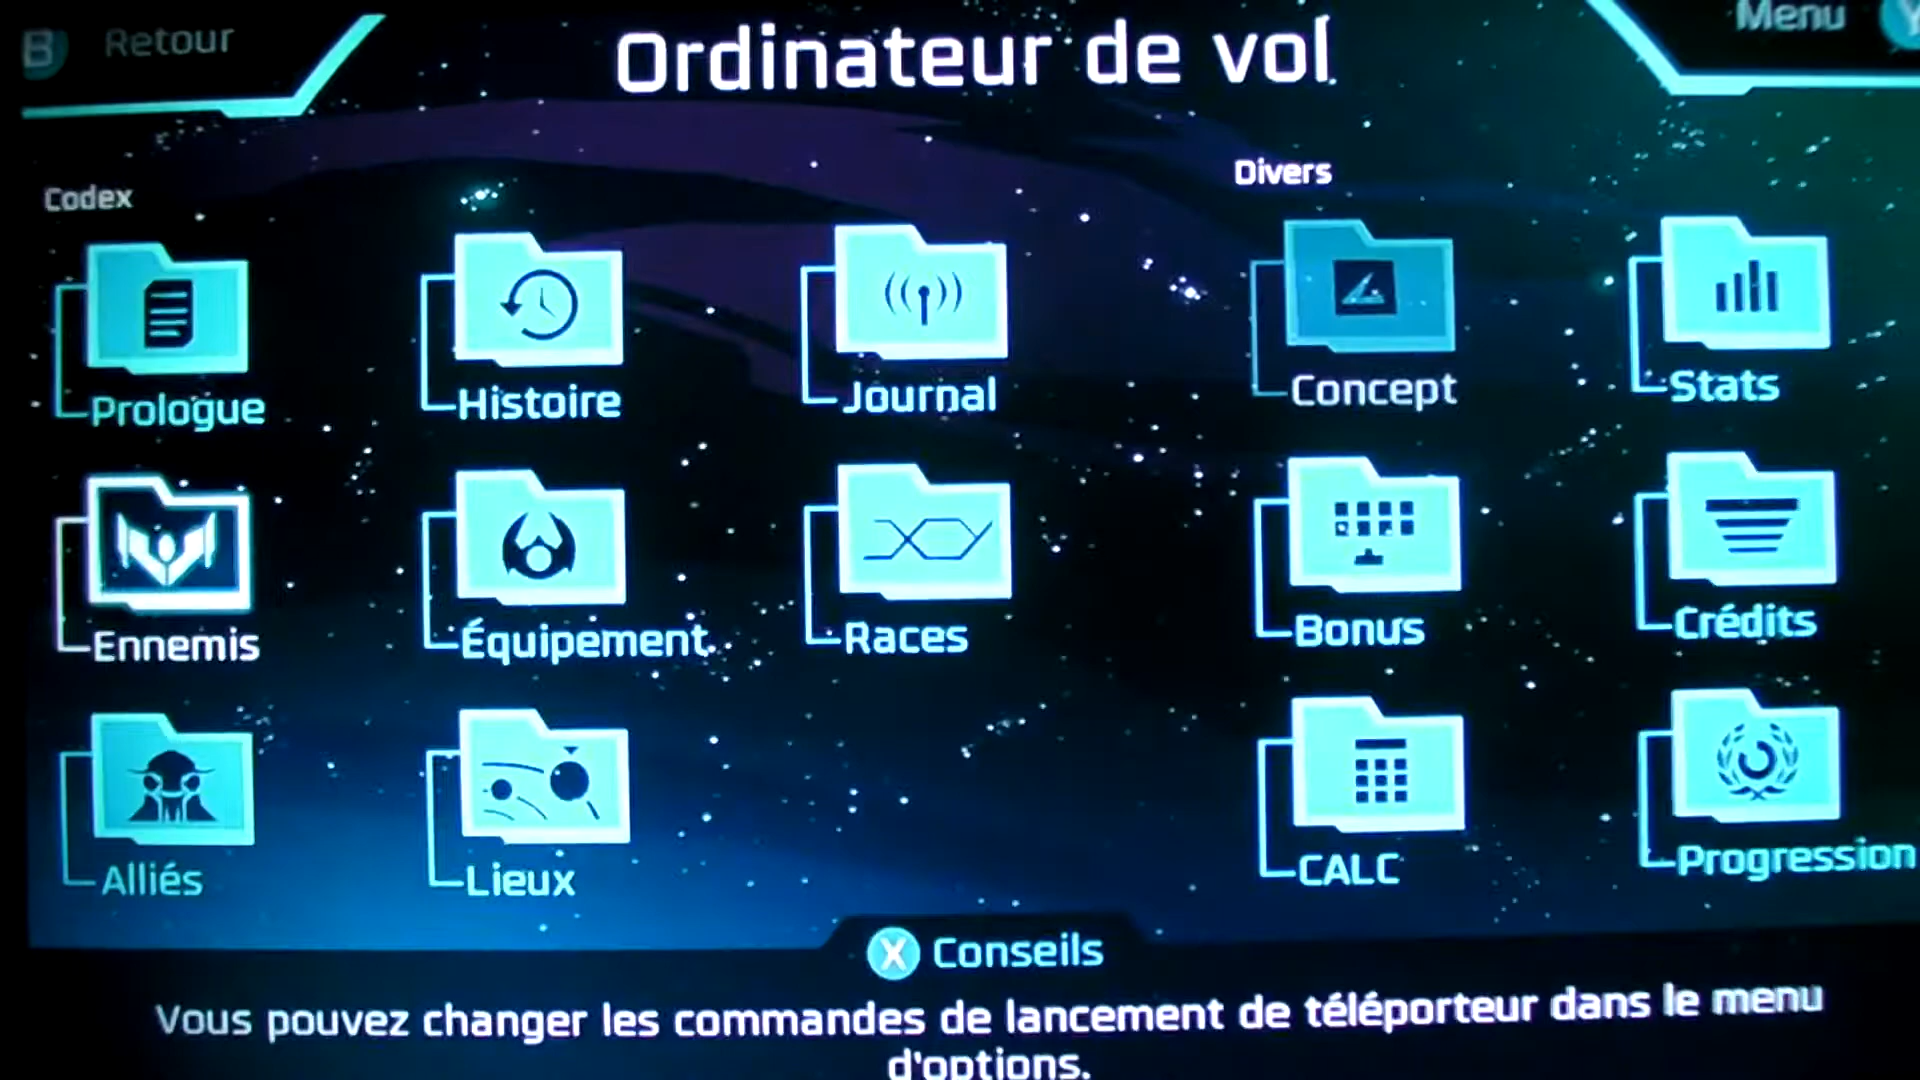 B Retour
Ordinateur de vol
Menu Y
Codex
Divers
Prologue
Histoire
Journal
Concept
Stats
Ennemis
Équipement
Races
Bonus
Crédits
Alliés
Lieux
CALC
Progression
X Conseils
Vous pouvez changer les commandes de lancement de téléporteur dans le menu
d'options.